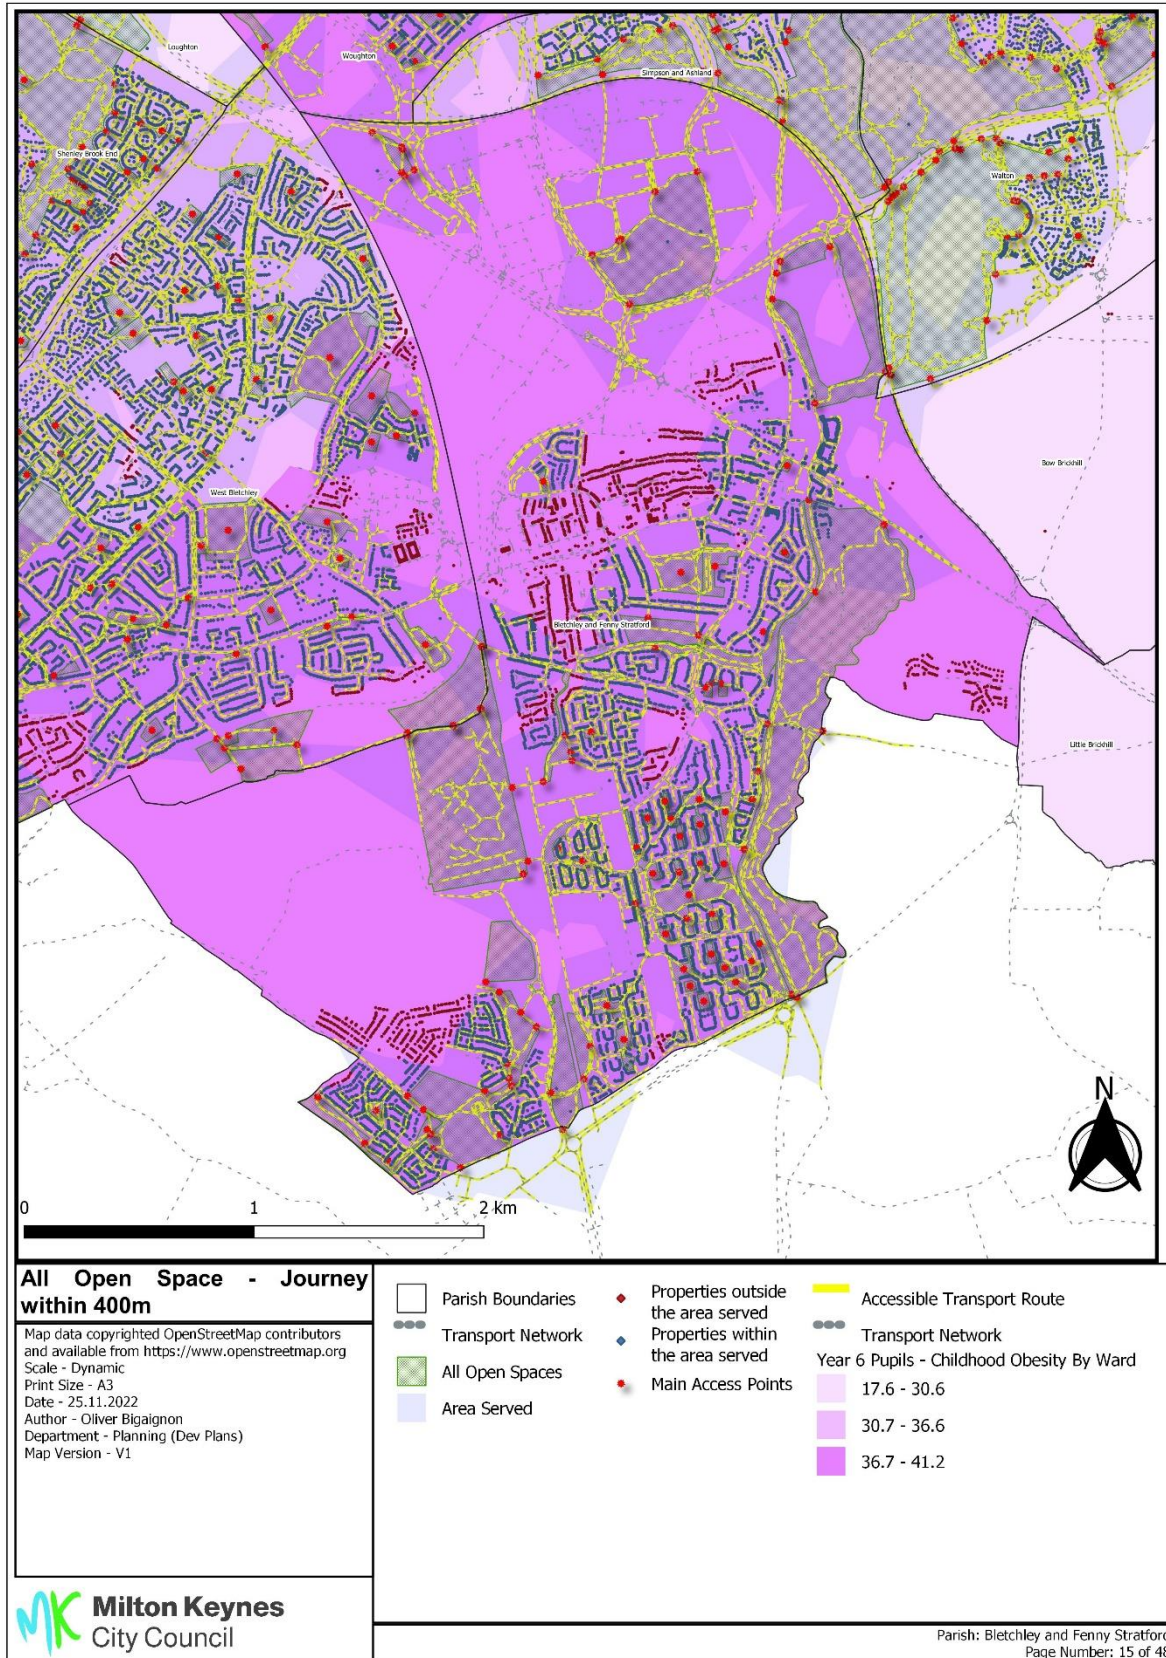 Loughton
Woughton
Simpson and Ashland
Shenley Brook End
Walton
Bow Brickhill
West Bletchley
Bletchley and Fenny Stratford
Little Brickhill
N
0 1 2 km
All Open Space - Journey
within 400m
Map data copyrighted OpenStreetMap contributors
and available from https://www.openstreetmap.org
Scale - Dynamic
Print Size - A3
Date - 25.11.2022
Author - Oliver Bigaignon
Department - Planning (Dev Plans)
Map Version - V1
MK Milton Keynes
City Council
Parish Boundaries
Transport Network
All Open Spaces
Area Served
Properties outside
the area served
Properties within
the area served
Main Access Points
Accessible Transport Route
Transport Network
Year 6 Pupils - Childhood Obesity By Ward
17.6 - 30.6
30.7 - 36.6
36.7 - 41.2
Parish: Bletchley and Fenny Stratford
Page Number: 15 of 48